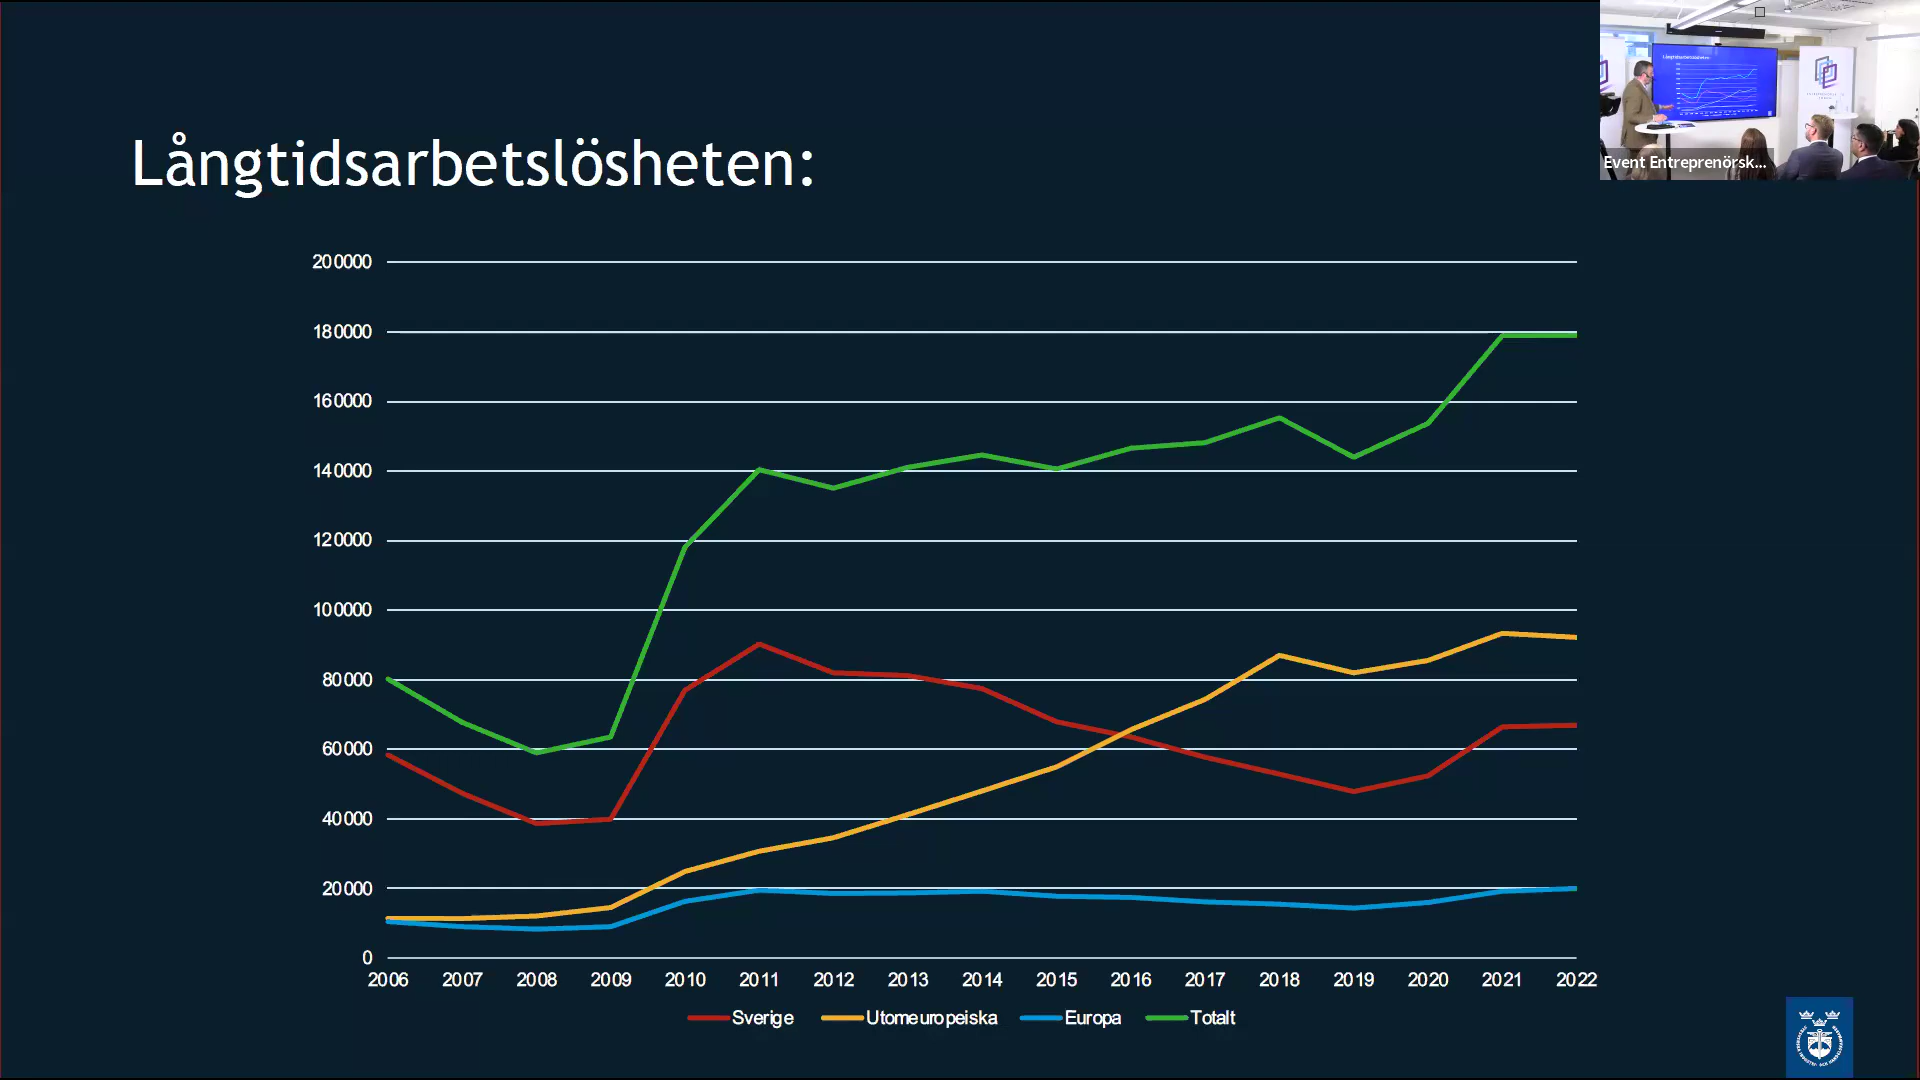 Långtidsarbetslösheten:
Event Entreprenörsk...
200000
180000
160000
140000
120000
100000
80000
60000
40000
20000
0
2006 2007 2008 2009 2010 2011 2012 2013 2014 2015 2016 2017 2018 2019 2020 2021 2022
Sverige Utomeuropeiska Europa Totalt